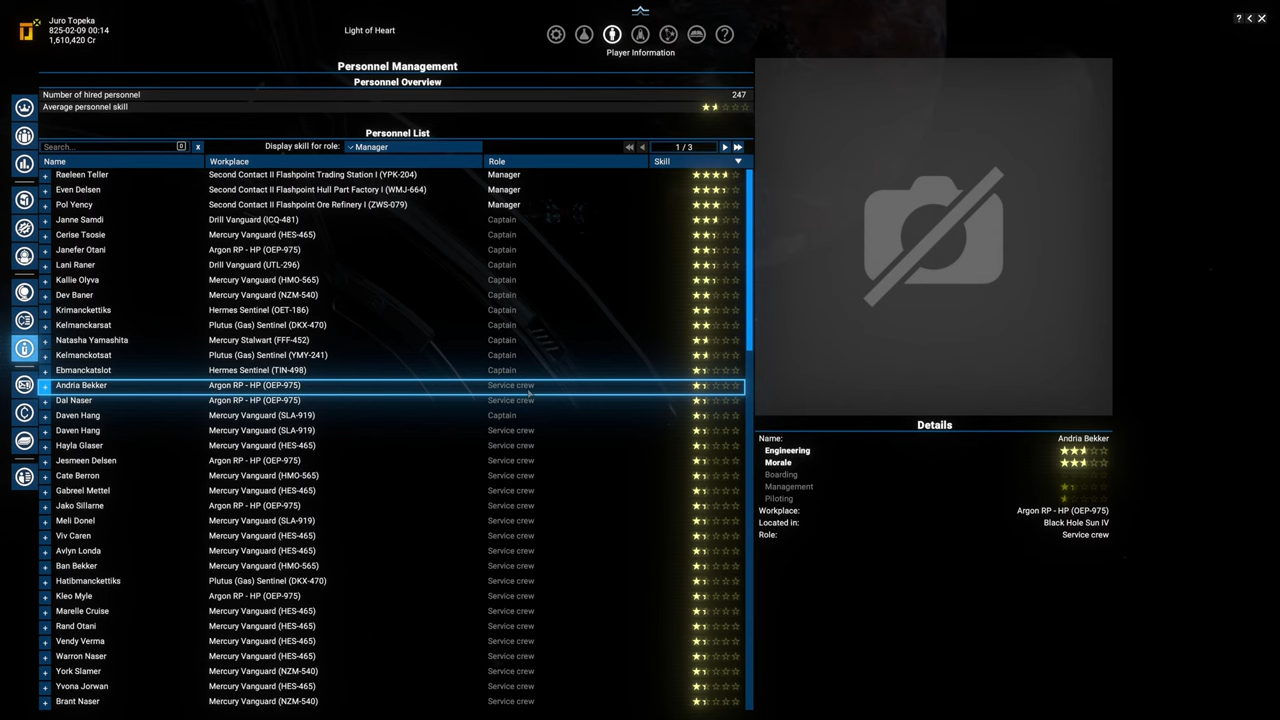 Juro Topeka
825-02-09 00:14
1,610,420 Cr
Light of Heart
Player Information
Personnel Management
Personnel Overview
Number of hired personnel 247
Average personnel skill
Personnel List
Search... 0 x Display skill for role: Manager 1 / 3
Name Workplace Role Skill
Raeleen Teller Second Contact II Flashpoint Trading Station I (YPK-204) Manager
Even Delsen Second Contact II Flashpoint Hull Part Factory I (WMJ-664) Manager
Pol Yency Second Contact II Flashpoint Ore Refinery I (ZWS-079) Manager
Janne Samdi Drill Vanguard (ICQ-481) Captain
Cerise Tsosie Mercury Vanguard (HES-465) Captain
Janefer Otani Argon RP - HP (OEP-975) Captain
Lani Raner Drill Vanguard (UTL-296) Captain
Kallie Olyva Mercury Vanguard (HMO-565) Captain
Dev Baner Mercury Vanguard (NZM-540) Captain
Krimanckettiks Hermes Sentinel (OET-186) Captain
Kelmanckarsat Plutus (Gas) Sentinel (DKX-470) Captain
Natasha Yamashita Mercury Stalwart (FFF-452) Captain
Kelmanckotsat Plutus (Gas) Sentinel (YMY-241) Captain
Ebmanckatslot Hermes Sentinel (TIN-498) Captain
Andria Bekker Argon RP - HP (OEP-975) Service crew
Dal Naser Argon RP - HP (OEP-975) Service crew
Daven Hang Mercury Vanguard (SLA-919) Captain
Daven Hang Mercury Vanguard (SLA-919) Service crew
Hayla Glaser Mercury Vanguard (HES-465) Service crew
Jesmeen Delsen Argon RP - HP (OEP-975) Service crew
Cate Berron Mercury Vanguard (HMO-565) Service crew
Gabreel Mettel Mercury Vanguard (HES-465) Service crew
Jako Sillarne Argon RP - HP (OEP-975) Service crew
Meli Donel Mercury Vanguard (SLA-919) Service crew
Viv Caren Mercury Vanguard (HES-465) Service crew
Avlyn Londa Mercury Vanguard (HES-465) Service crew
Ban Bekker Mercury Vanguard (HMO-565) Service crew
Hatibmanckettiks Plutus (Gas) Sentinel (DKX-470) Service crew
Kleo Myle Argon RP - HP (OEP-975) Service crew
Marelle Cruise Mercury Vanguard (HES-465) Service crew
Rand Otani Mercury Vanguard (HES-465) Service crew
Vendy Verma Mercury Vanguard (HES-465) Service crew
Warron Naser Mercury Vanguard (HES-465) Service crew
York Slamer Mercury Vanguard (NZM-540) Service crew
Yvona Jorwan Mercury Vanguard (HES-465) Service crew
Brant Naser Mercury Vanguard (NZM-540) Service crew
Details
Name: Andria Bekker
Engineering
Morale
Boarding
Management
Piloting
Workplace: Argon RP - HP (OEP-975)
Located in: Black Hole Sun IV
Role: Service crew